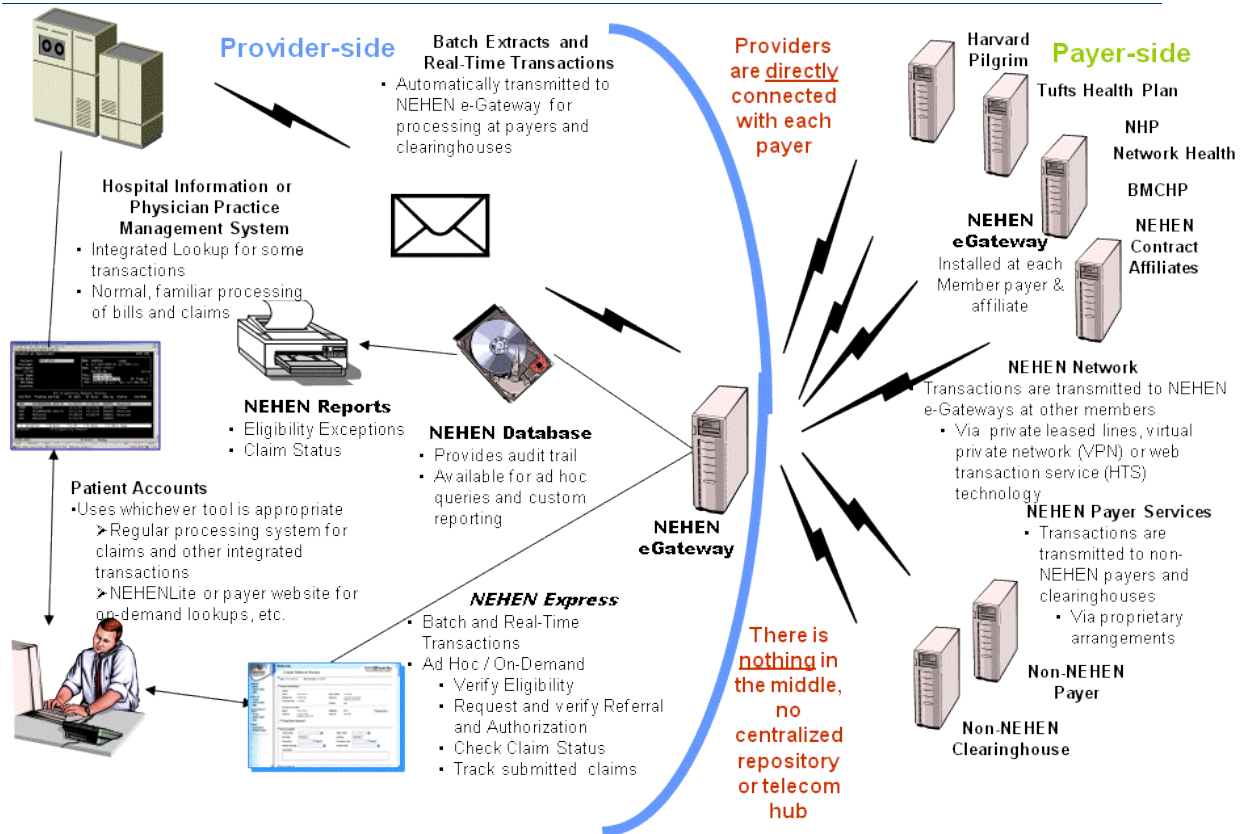 Provider-side
Batch Extracts and
Real-Time Transactions
▪ Automatically transmitted to
NEHEN e-Gateway for
processing at payers and
clearinghouses
Hospital Information or
Physician Practice
Management System
▪ Integrated Lookup for some
transactions
▪ Normal, familiar processing
of bills and claims
NEHEN Reports
▪ Eligibility Exceptions
▪ Claim Status
NEHEN Database
▪ Provides audit trail
▪ Available for ad hoc
queries and custom
reporting
Patient Accounts
▪Uses whichever tool is appropriate
➢Regular processing system for
claims and other integrated
transactions
➢NEHENLite or payer website for
on-demand lookups, etc.
NEHEN Express
▪ Batch and Real-Time
Transactions
▪ Ad Hoc / On-Demand
▪ Verify Eligibility
▪ Request and verify Referral
and Authorization
▪ Check Claim Status
▪ Track submitted claims
NEHEN
eGateway
Providers
are directly
connected
with each
payer
There is
nothing in
the middle,
no
centralized
repository
or telecom
hub
Payer-side
Harvard
Pilgrim
Tufts Health Plan
NHP
Network Health
BMCHP
NEHEN
Contract
Affiliates
NEHEN
eGateway
Installed at each
Member payer &
affiliate
NEHEN Network
Transactions are transmitted to NEHEN
e-Gateways at other members
▪ Via private leased lines, virtual
private network (VPN) or web
transaction service (HTS)
technology
NEHEN Payer Services
▪ Transactions are
transmitted to non-
NEHEN payers and
clearinghouses
▪ Via proprietary
arrangements
Non-NEHEN
Payer
Non-NEHEN
Clearinghouse